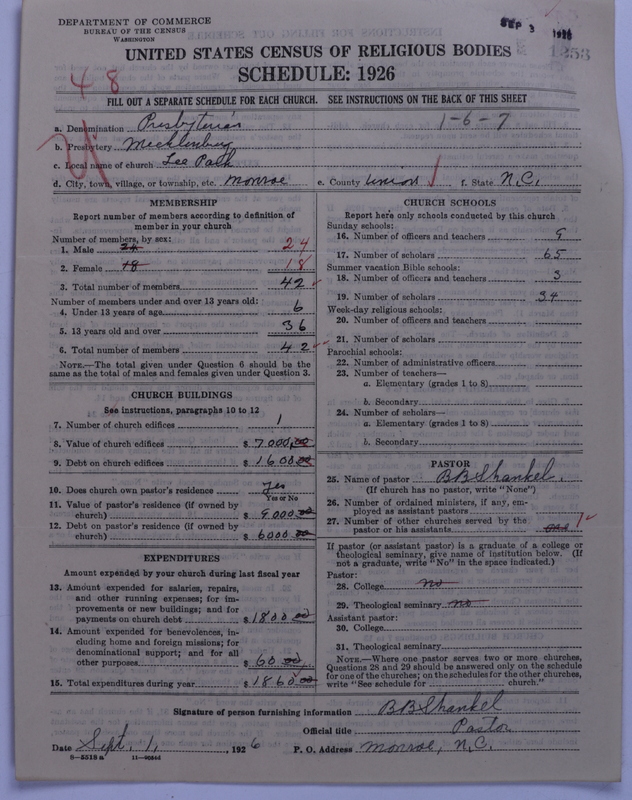 DEPARTMENT OF COMMERCE
BUREAU OF THE CENSUS
WASHINGTON
SEP 3 1926
1253
UNITED STATES CENSUS OF RELIGIOUS BODIES
SCHEDULE: 1926
48
FILL OUT A SEPARATE SCHEDULE FOR EACH CHURCH. SEE INSTRUCTIONS ON THE BACK OF THIS SHEET
a. Denomination Presbyterian 1-6-7
b. Presbytery Mecklenburg
c. Local name of church Lee Park
d. City, town, village, or township, etc. Monroe e. County Union f. State N.C.
MEMBERSHIP
Report number of members according to definition of
member in your church
Number of members, by sex:
1. Male 24
2. Female 18 18
3. Total number of members 42
Number of members under and over 13 years old:
4. Under 13 years of age 6
5. 13 years old and over 36
6. Total number of members 42
NOTE.—The total given under Question 6 should be
same as the total of males and females given under Question 3.
CHURCH BUILDINGS
See instructions, paragraphs 10 to 12
7. Number of church edifices 1
8. Value of church edifices $ 7000.00
9. Debt on church edifices $ 1600.00
10. Does church own pastor's residence yes
Yes or No
11. Value of pastor's residence (if owned by
church) $ 9000.00
12. Debt on pastor's residence (if owned by
church) $ 6000.00
EXPENDITURES
Amount expended by your church during last fiscal year
13. Amount expended for salaries, repairs,
and other running expenses; for im-
provements or new buildings; and for
payments on church debt $ 1800.00
14. Amount expended for benevolences, in-
cluding home and foreign missions; for
denominational support; and for all
other purposes $ 60.00
15. Total expenditures during year $ 1860.00
CHURCH SCHOOLS
Report here only schools conducted by this church
Sunday schools:
16. Number of officers and teachers 9
17. Number of scholars 65
Summer vacation Bible schools:
18. Number of officers and teachers 3
19. Number of scholars 34
Week-day religious schools:
20. Number of officers and teachers
21. Number of scholars
Parochial schools:
22. Number of administrative officers
23. Number of teachers—
a. Elementary (grades 1 to 8)
b. Secondary
24. Number of scholars—
a. Elementary (grades 1 to 8)
b. Secondary
PASTOR
25. Name of pastor BB Shankel
(If church has no pastor, write "None")
26. Number of ordained ministers, if any, em-
ployed as assistant pastors
27. Number of other churches served by the
pastor or his assistants one 1
If pastor (or assistant pastor) is a graduate of a college or
theological seminary, give name of institution below. (If
not a graduate, write "No" in the space indicated.)
Pastor:
28. College no
29. Theological seminary no
Assistant pastor:
30. College
31. Theological seminary
NOTE.—Where one pastor serves two or more churches,
Questions 28 and 29 should be answered only on the schedule
for one of the churches; on the schedules for the other churches,
write "See schedule for church."
Signature of person furnishing information BB Shankel
Official title Pastor
Date Sept. 1, 1926 P. O. Address Monroe, N.C.
8-5518a